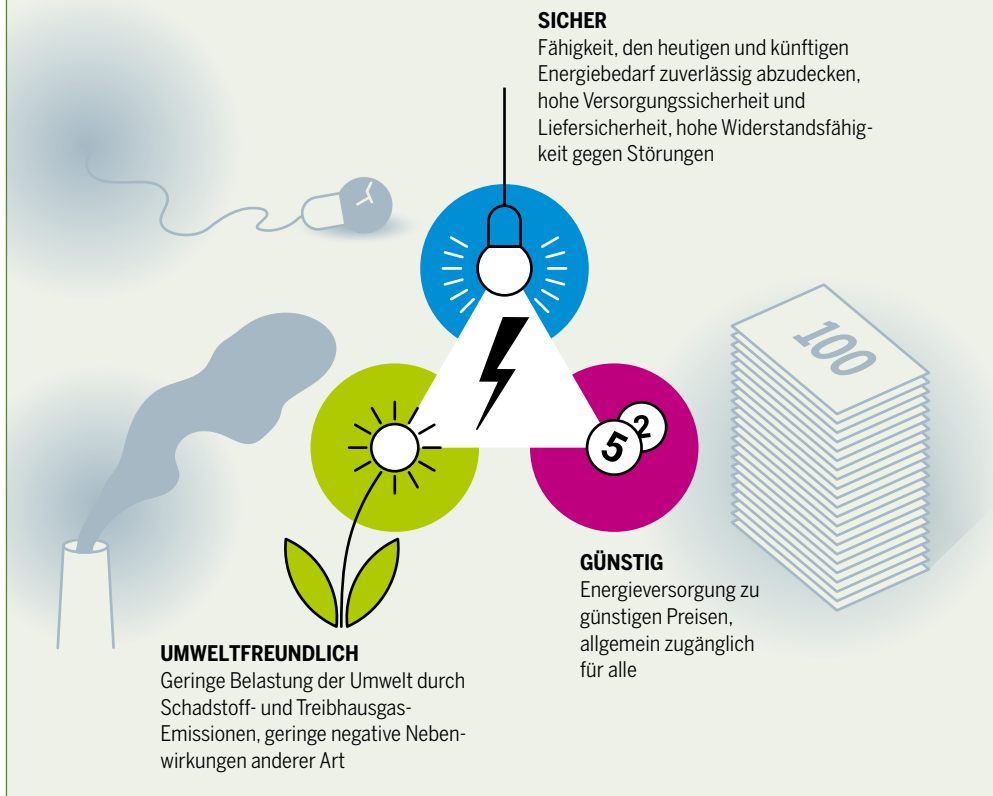 SICHER
Fähigkeit, den heutigen und künftigen
Energiebedarf zuverlässig abzudecken,
hohe Versorgungssicherheit und
Liefersicherheit, hohe Widerstandsfähig-
keit gegen Störungen
100
5 2
GÜNSTIG
Energieversorgung zu
günstigen Preisen,
allgemein zugänglich
für alle
UMWELTFREUNDLICH
Geringe Belastung der Umwelt durch
Schadstoff- und Treibhausgas-
Emissionen, geringe negative Neben-
wirkungen anderer Art